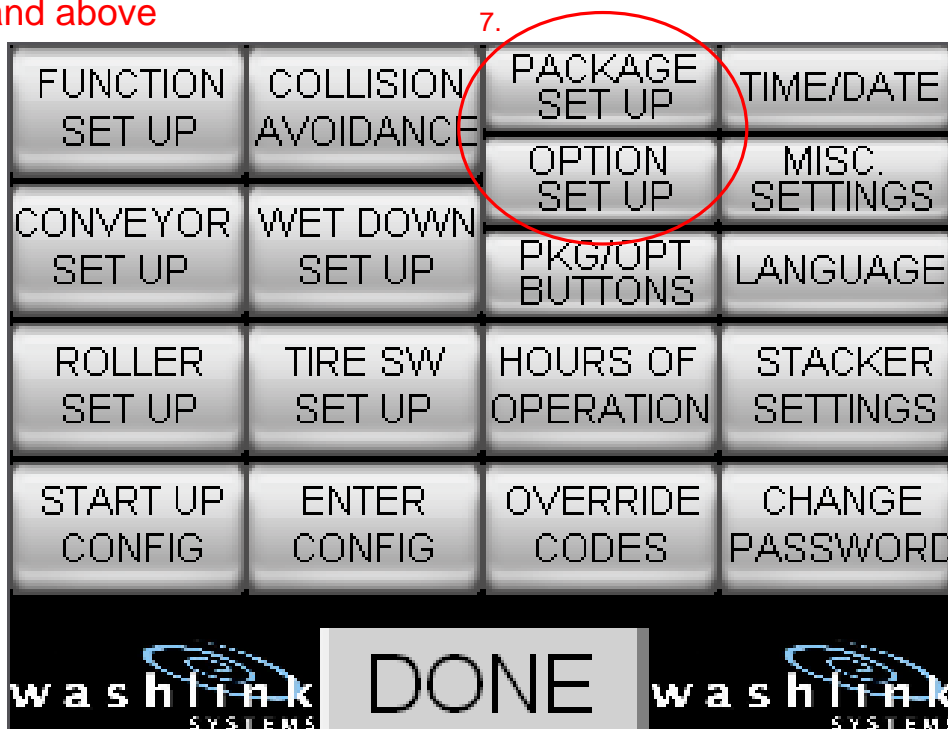 and above
7.
FUNCTION
SET UP
COLLISION
AVOIDANCE
PACKAGE
SET UP
TIME/DATE
OPTION
SET UP
MISC.
SETTINGS
CONVEYOR
SET UP
WET DOWN
SET UP
PKG/OPT
BUTTONS
LANGUAGE
ROLLER
SET UP
TIRE SW
SET UP
HOURS OF
OPERATION
STACKER
SETTINGS
START UP
CONFIG
ENTER
CONFIG
OVERRIDE
CODES
CHANGE
PASSWORD
washlink
SYSTEMS
DONE
washlink
SYSTEMS